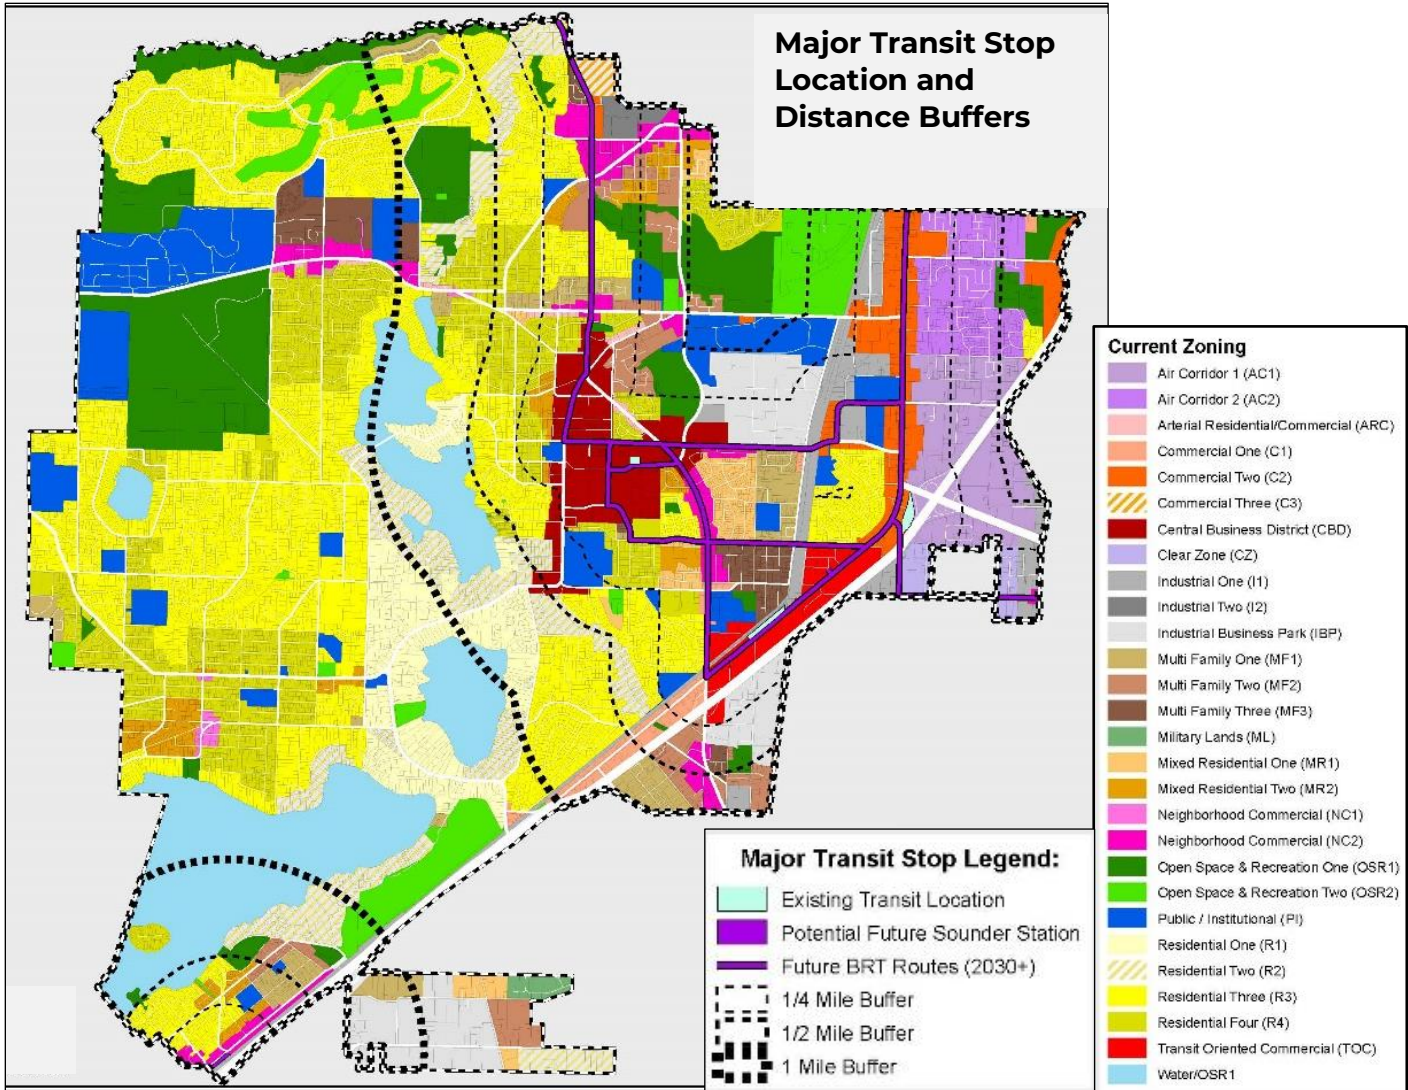 Major Transit Stop
Location and
Distance Buffers
Current Zoning
Air Corridor 1 (AC1)
Air Corridor 2 (AC2)
Arterial Residential/Commercial (ARC)
Commercial One (C1)
Commercial Two (C2)
Commercial Three (C3)
Central Business District (CBD)
Clear Zone (CZ)
Industrial One (I1)
Industrial Two (I2)
Industrial Business Park (IBP)
Multi Family One (MF1)
Multi Family Two (MF2)
Multi Family Three (MF3)
Military Lands (ML)
Mixed Residential One (MR1)
Mixed Residential Two (MR2)
Neighborhood Commercial (NC1)
Neighborhood Commercial (NC2)
Open Space & Recreation One (OSR1)
Open Space & Recreation Two (OSR2)
Public / Institutional (PI)
Residential One (R1)
Residential Two (R2)
Residential Three (R3)
Residential Four (R4)
Transit Oriented Commercial (TOC)
Water/OSR1
Major Transit Stop Legend:
Existing Transit Location
Potential Future Sounder Station
Future BRT Routes (2030+)
1/4 Mile Buffer
1/2 Mile Buffer
1 Mile Buffer